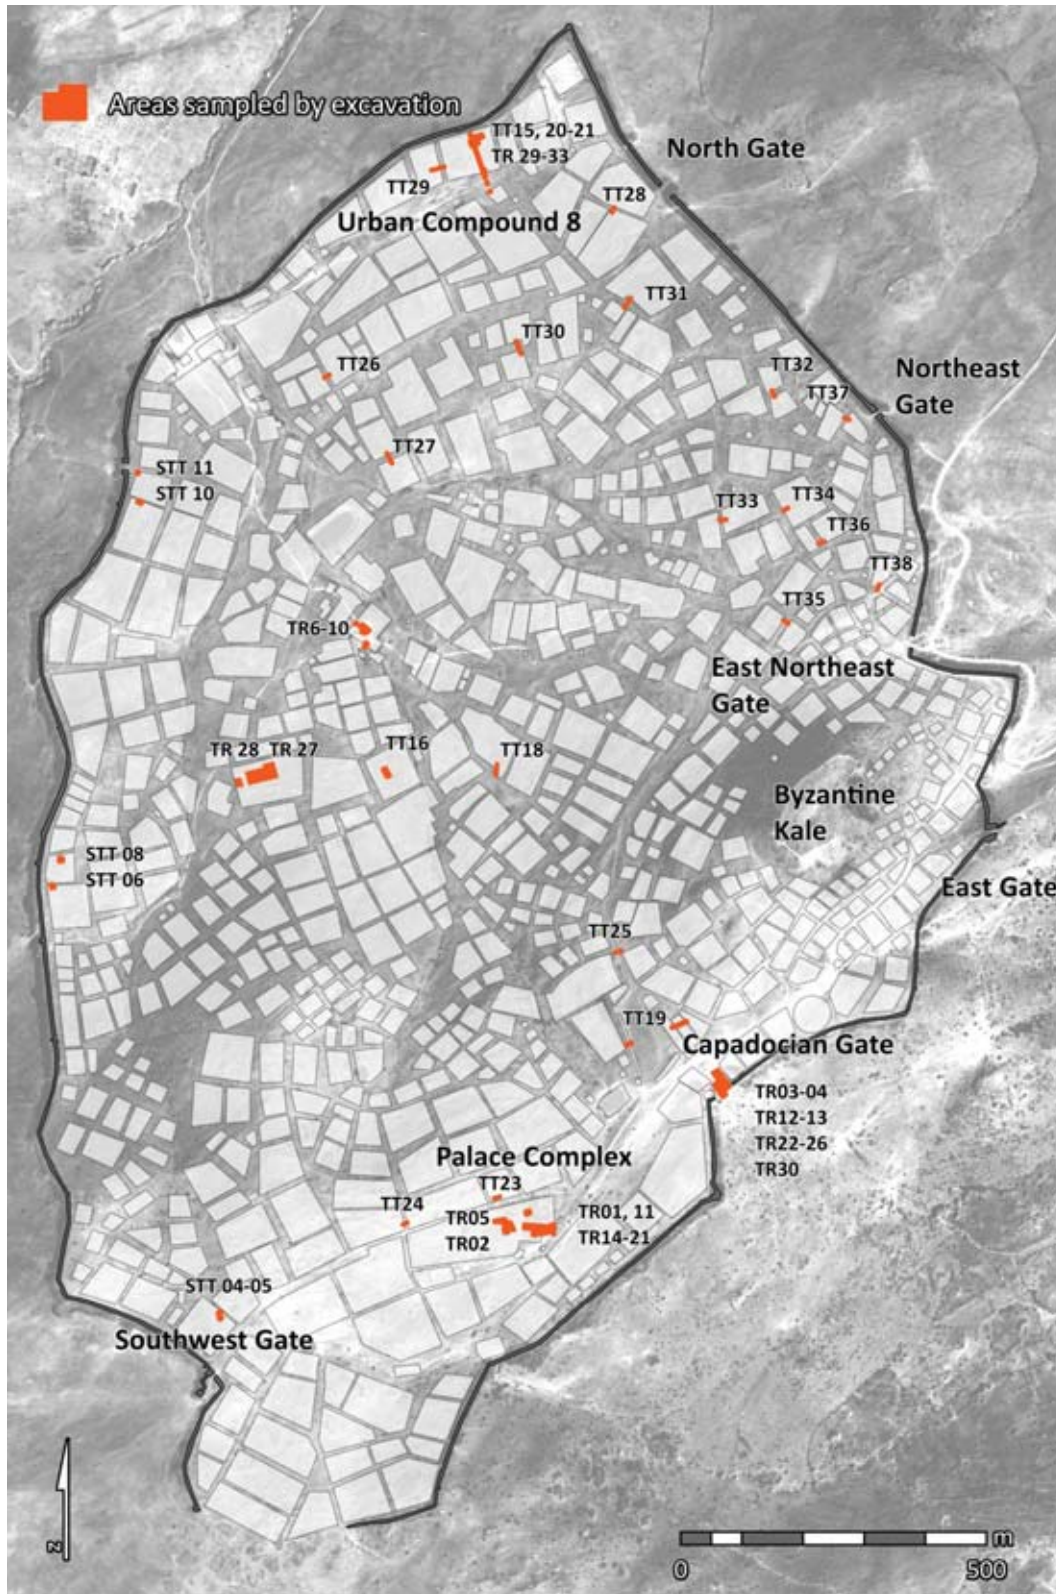 Areas sampled by excavation
TT15, 20-21
TR 29-33
North Gate
TT29
TT28
Urban Compound 8
TT31
TT30
TT26
TT32
Northeast
Gate
TT37
TT27
STT 11
STT 10
TT33
TT34
TT36
TT38
TT35
TR6-10
East Northeast
Gate
TR 28
TR 27
TT16
TT18
Byzantine
Kale
STT 08
STT 06
East Gate
TT25
TT19
Capadocian Gate
TR03-04
TR12-13
TR22-26
TR30
Palace Complex
TT23
TT24
TR05
TR02
TR01, 11
TR14-21
STT 04-05
Southwest Gate
N
m
0
500